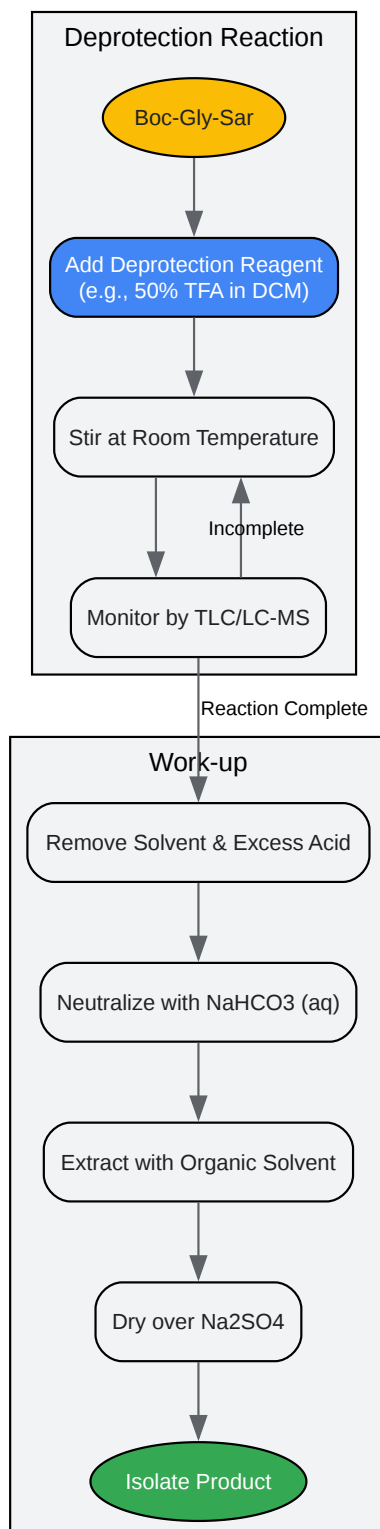 Deprotection Reaction
Boc-Gly-Sar
Add Deprotection Reagent
(e.g., 50% TFA in DCM)
Stir at Room Temperature
Incomplete
Monitor by TLC/LC-MS
Reaction Complete
Work-up
Remove Solvent & Excess Acid
Neutralize with NaHCO3 (aq)
Extract with Organic Solvent
Dry over Na2SO4
Isolate Product